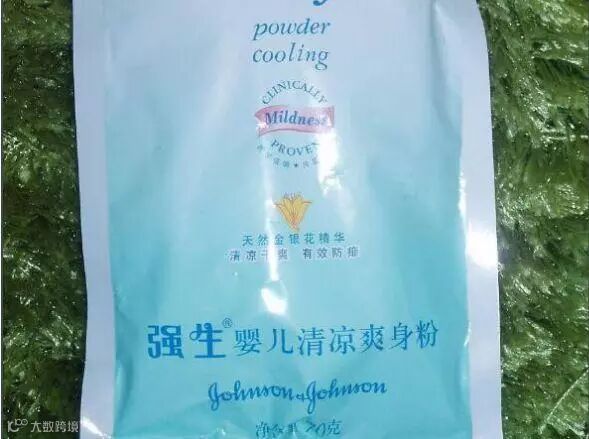 powder
cooling
CLINICALLY
Mildness
PROVEN
天然金银花精华
清凉干爽 有效防痱
强生®婴儿清凉爽身粉
Johnson & Johnson
大数跨境